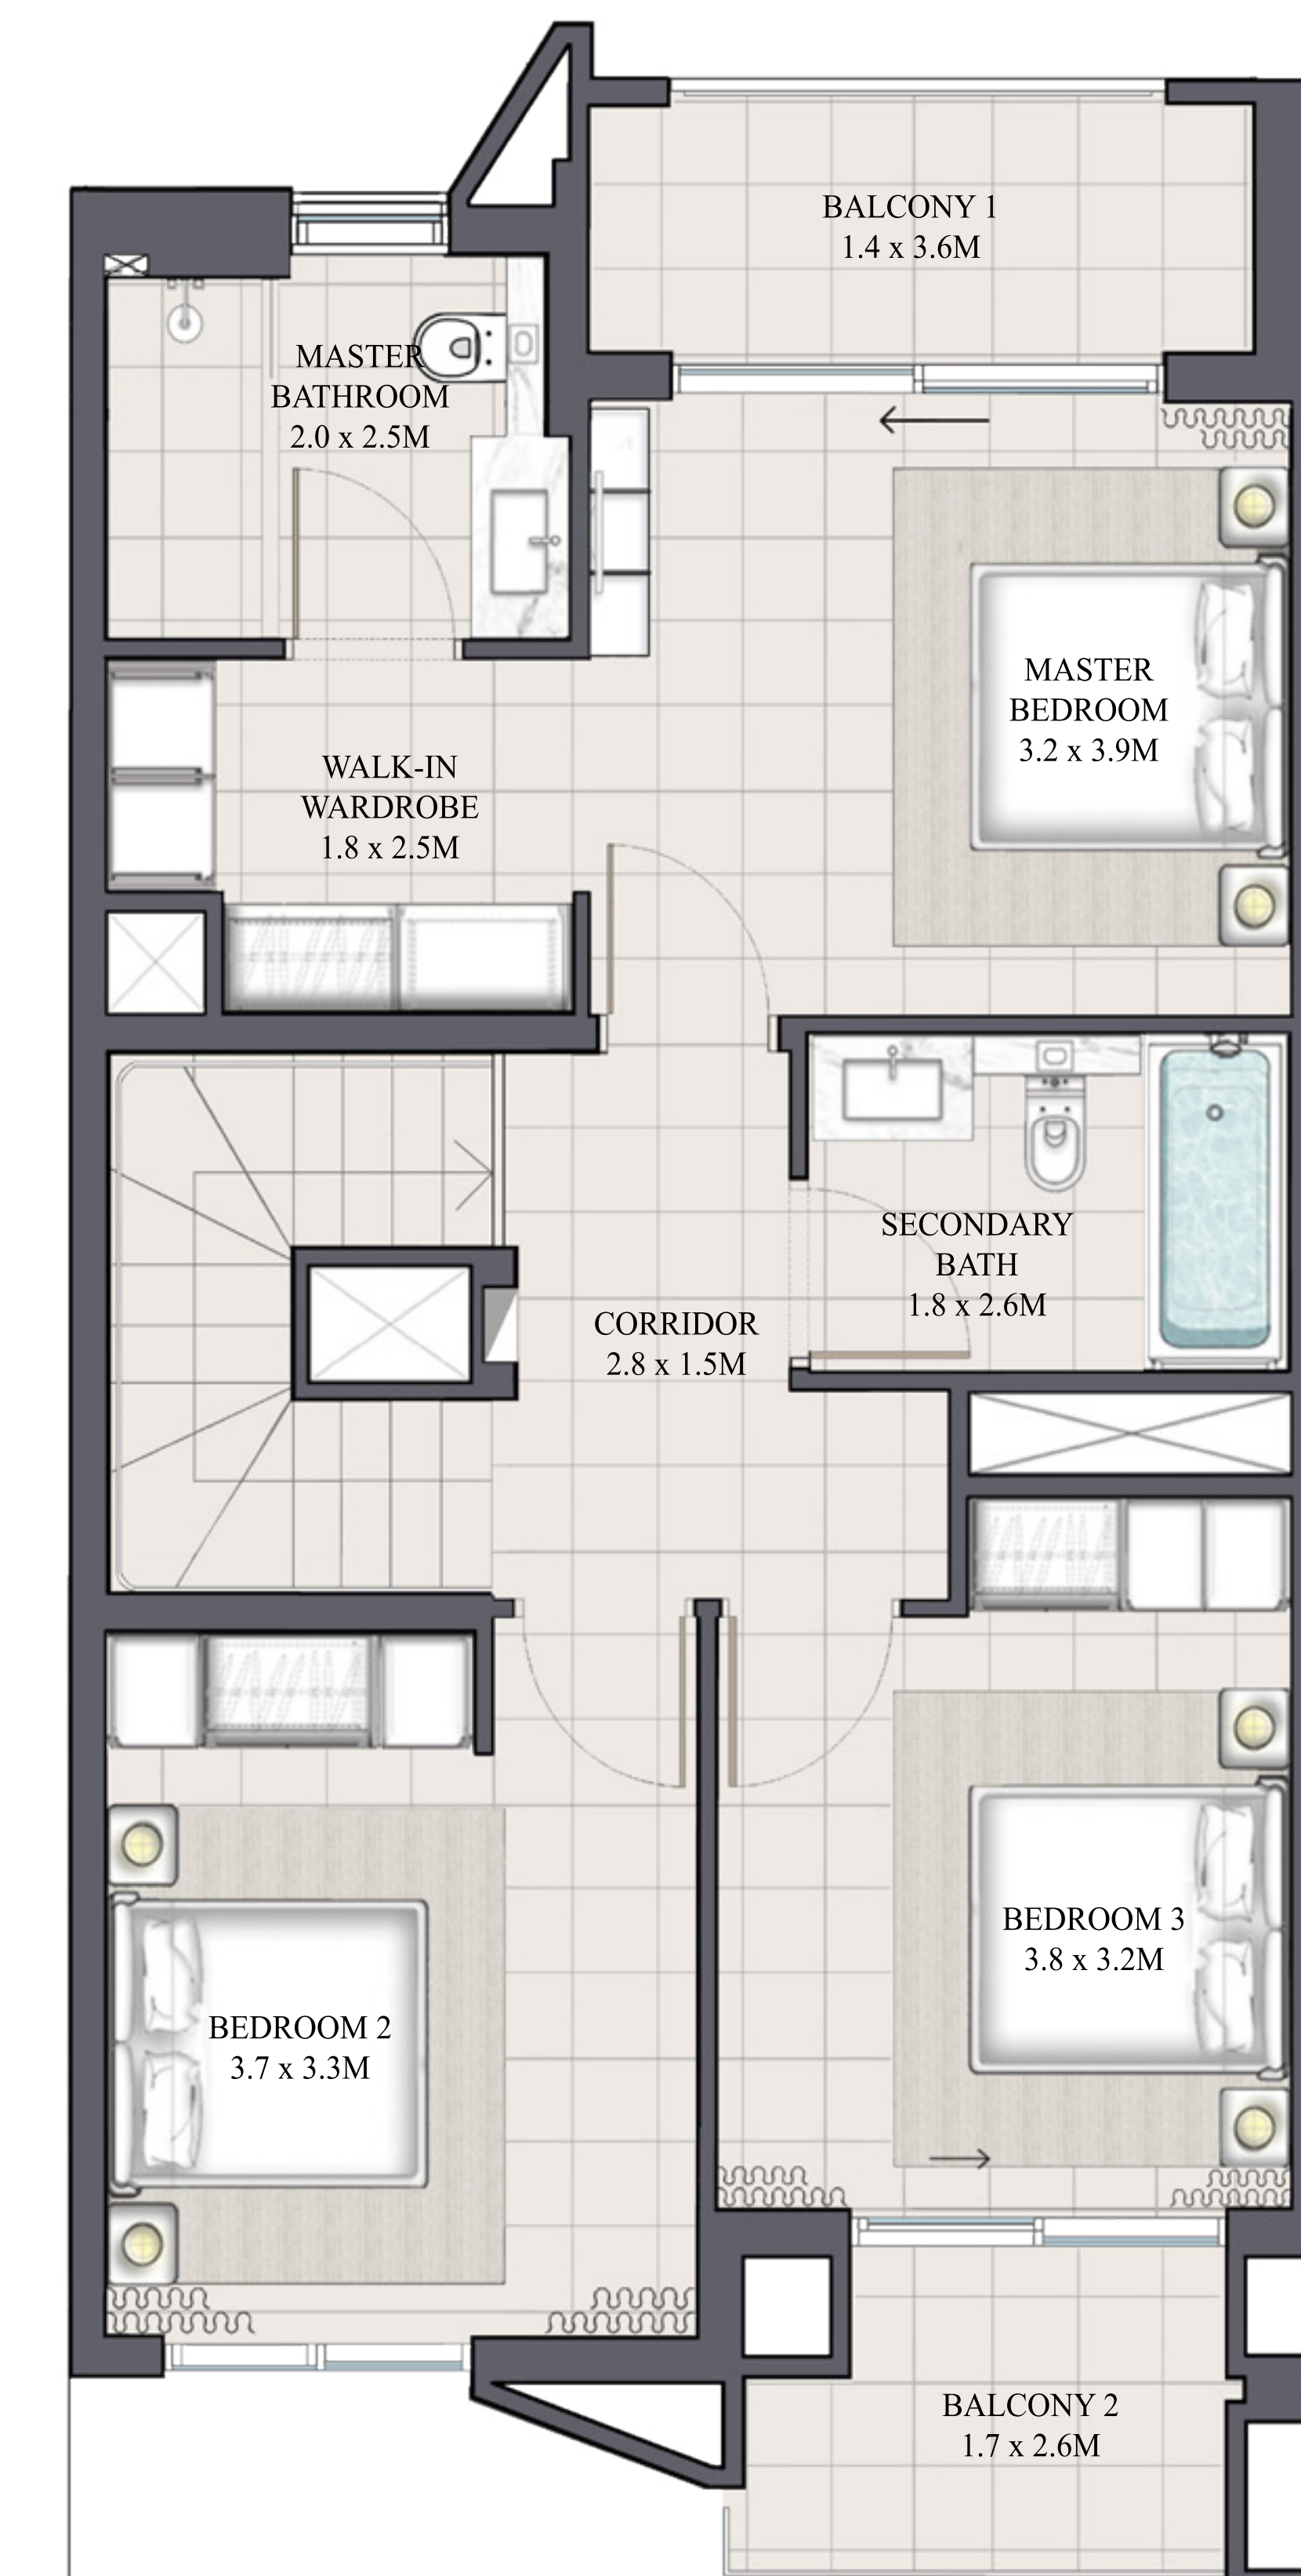 BALCONY 1
1.4 x 3.6M
MASTER
BATHROOM
2.0 x 2.5M
MASTER
BEDROOM
3.2 x 3.9M
WALK-IN
WARDROBE
1.8 x 2.5M
SECONDARY
BATH
1.8 x 2.6M
CORRIDOR
2.8 x 1.5M
BEDROOM 3
3.8 x 3.2M
BEDROOM 2
3.7 x 3.3M
BALCONY 2
1.7 x 2.6M